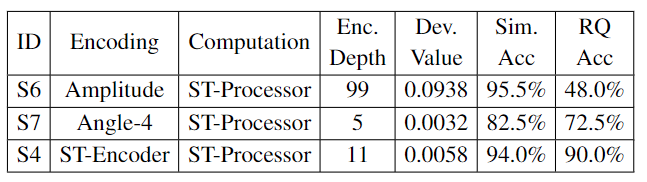 ID Encoding Computation Enc. Depth Dev. Value Sim. Acc RQ Acc
S6 Amplitude ST-Processor 99 0.0938 95.5% 48.0%
S7 Angle-4 ST-Processor 5 0.0032 82.5% 72.5%
S4 ST-Encoder ST-Processor 11 0.0058 94.0% 90.0%